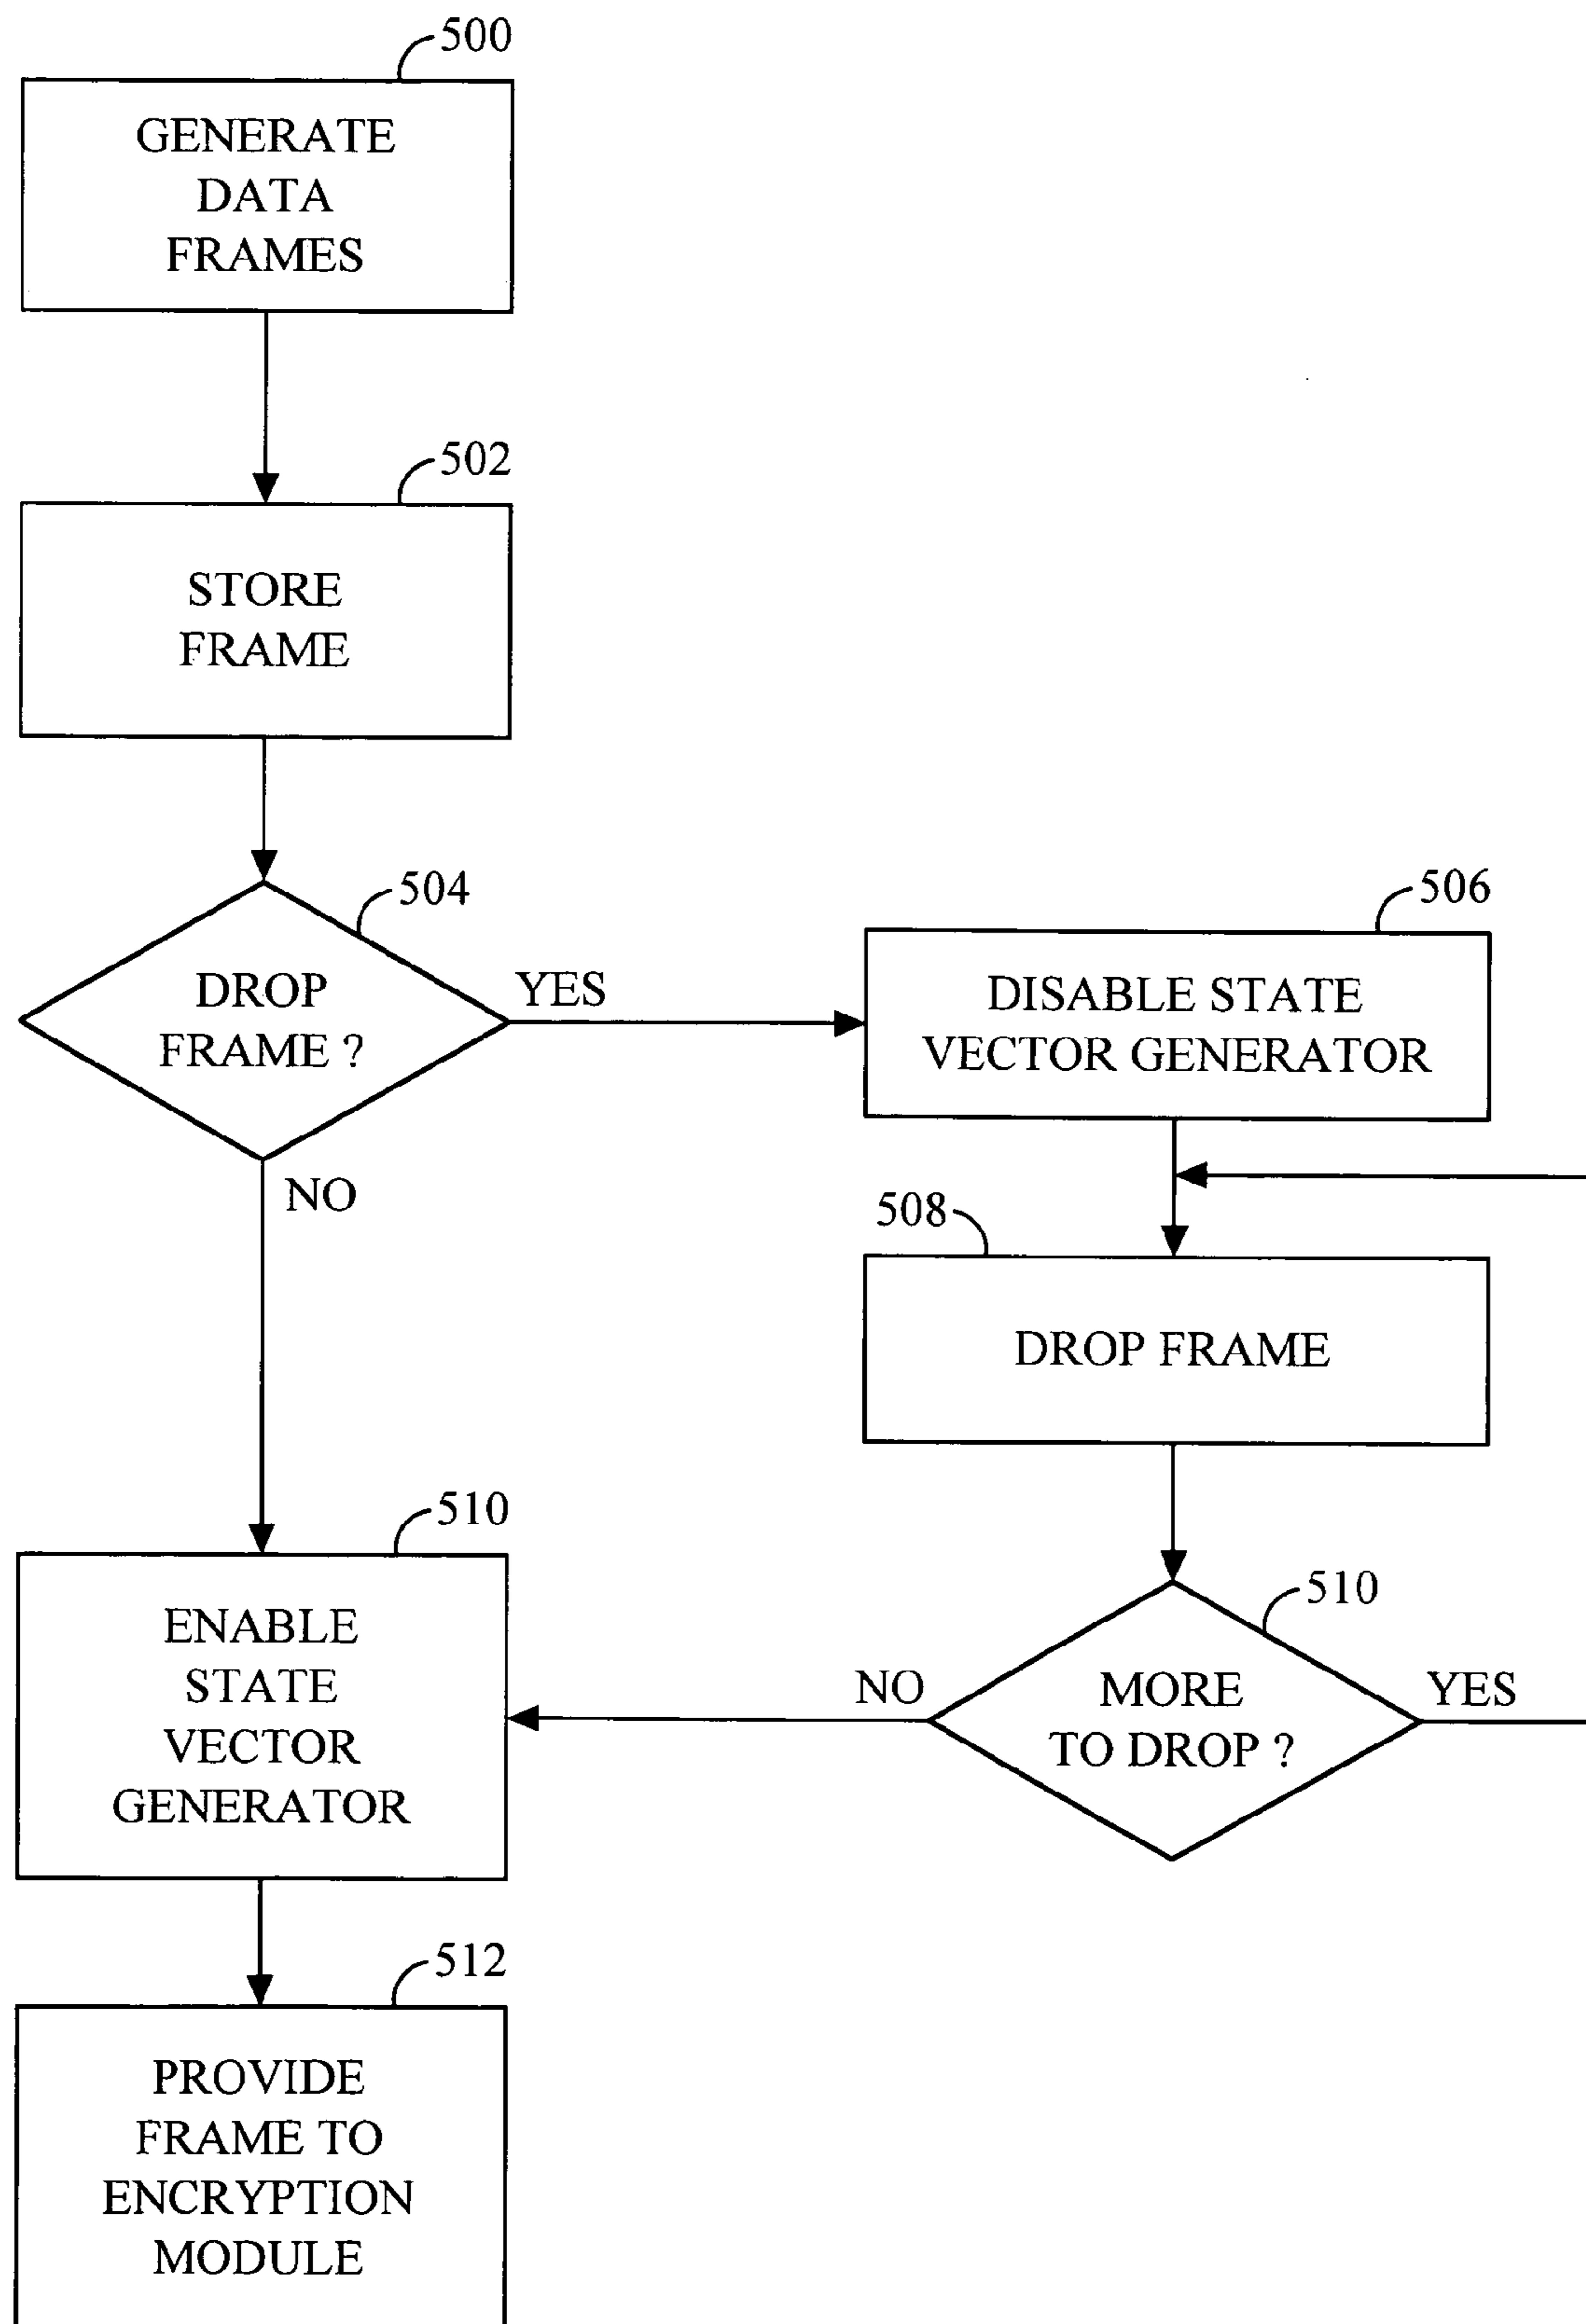 500
GENERATE
DATA
FRAMES
502
STORE
FRAME
504
DROP
FRAME ?
YES
NO
506
DISABLE STATE
VECTOR GENERATOR
508
DROP FRAME
510
MORE
TO DROP ?
YES
NO
510
ENABLE
STATE
VECTOR
GENERATOR
512
PROVIDE
FRAME TO
ENCRYPTION
MODULE